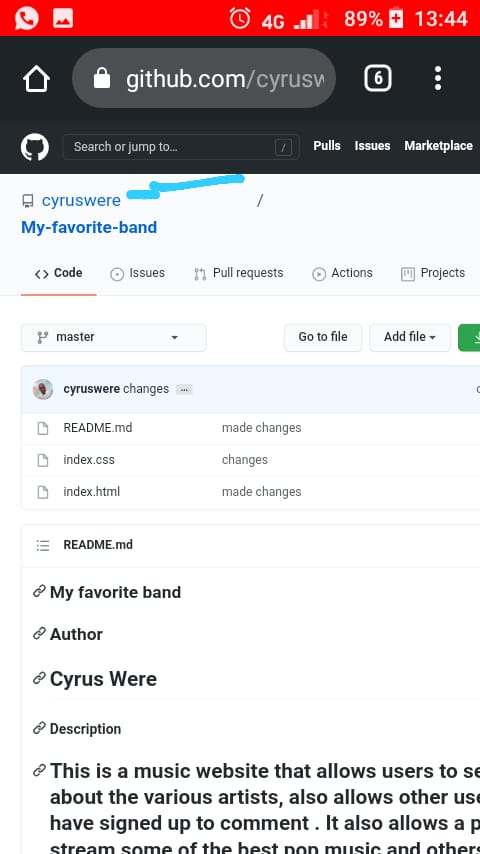 4G 89% 13:44
github.com/cyrusw
6
Search or jump to… / Pulls Issues Marketplace
cyruswere /
My-favorite-band
Code Issues Pull requests Actions Projects
master Go to file Add file
cyruswere changes …
README.md made changes
index.css changes
index.html made changes
README.md
My favorite band
Author
Cyrus Were
Description
This is a music website that allows users to se
about the various artists, also allows other use
have signed up to comment . It also allows a p
stream some of the best pop music and others